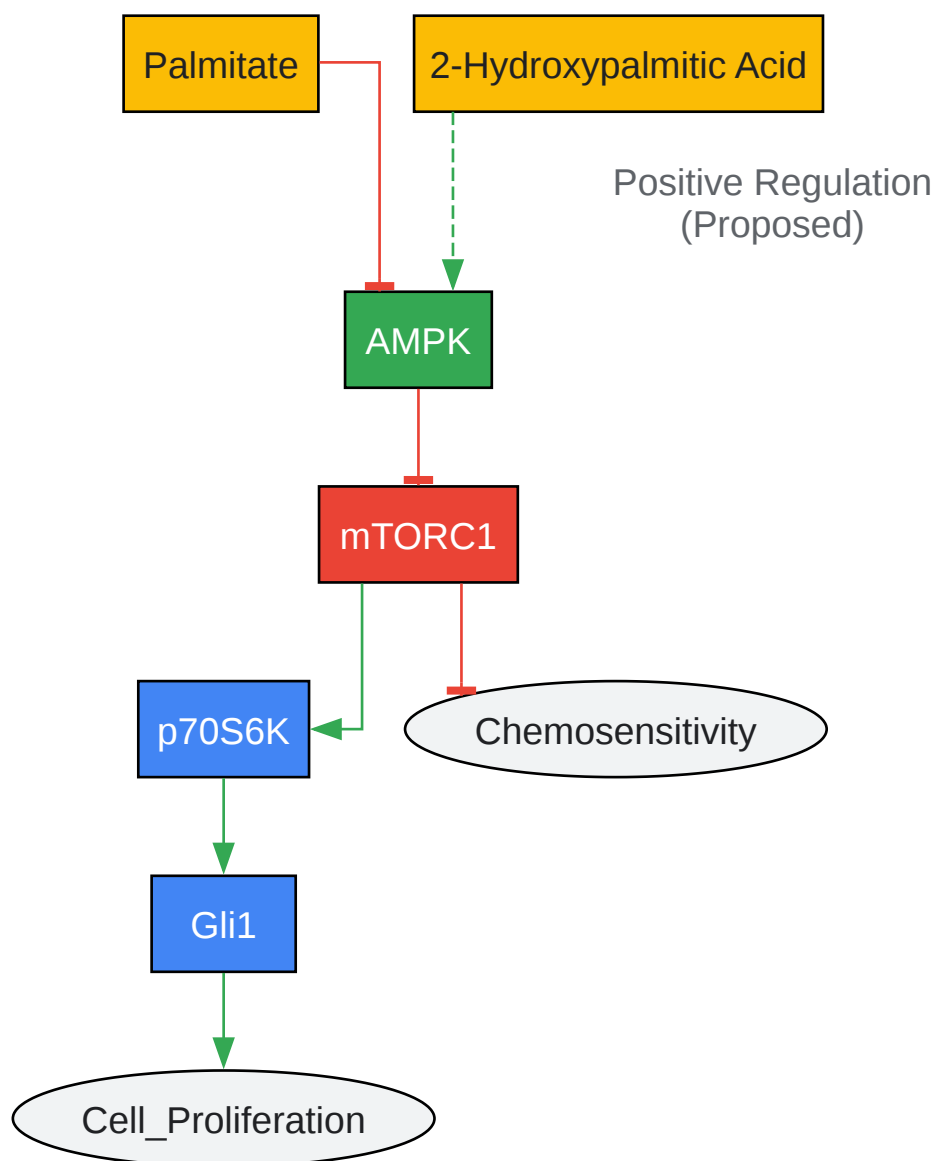 Palmitate
2-Hydroxypalmitic Acid
Positive Regulation
(Proposed)
AMPK
mTORC1
p70S6K
Chemosensitivity
Gli1
Cell_Proliferation